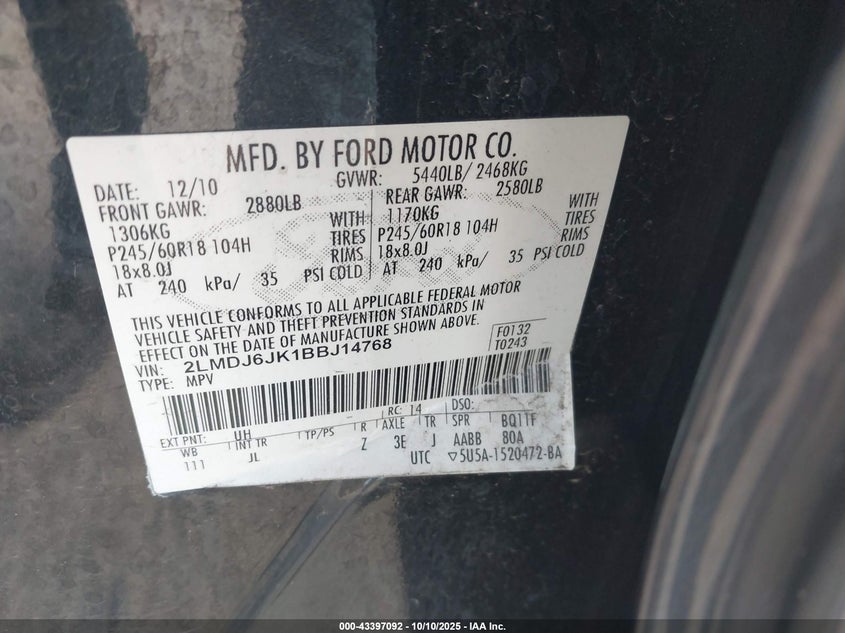 MFD. BY FORD MOTOR CO.
DATE: 12/10 GVWR: 5440LB/ 2468KG
FRONT GAWR: 2880LB REAR GAWR: 2580LB
1306KG WITH 1170KG WITH
P245/60R18 104H TIRES P245/60R18 104H TIRES
18x8.0J RIMS 18x8.0J RIMS
AT 240 kPa/ 35 PSI COLD AT 240 kPa/ 35 PSI COLD
THIS VEHICLE CONFORMS TO ALL APPLICABLE FEDERAL MOTOR
VEHICLE SAFETY AND THEFT PREVENTION STANDARDS IN
EFFECT ON THE DATE OF MANUFACTURE SHOWN ABOVE.
VIN: 2LMDJ6JK1BBJ14768 F0132
TYPE: MPV T0243
RC: 14 DSO:
EXT PNT: UH R AXLE TR SPR BQ11F
WB INT TR TP/PS Z 3E J AABB 80A
111 JL UTC ▽5U5A-1520472-BA
000-43397092 - 10/10/2025 - IAA Inc.